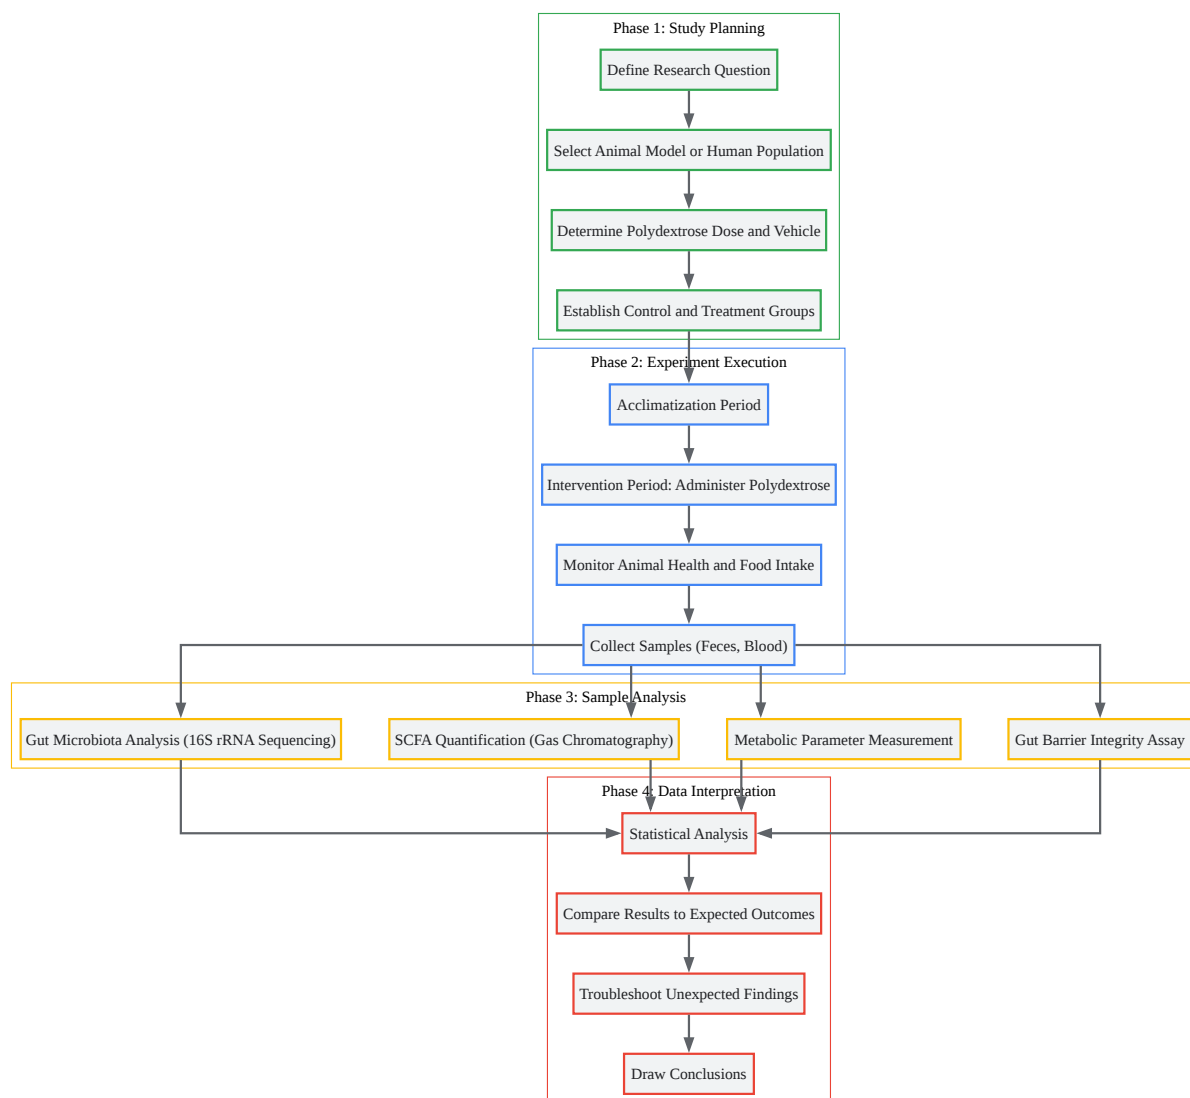 Phase 1: Study Planning
Define Research Question
Select Animal Model or Human Population
Determine Polydextrose Dose and Vehicle
Establish Control and Treatment Groups
Phase 2: Experiment Execution
Acclimatization Period
Intervention Period: Administer Polydextrose
Monitor Animal Health and Food Intake
Collect Samples (Feces, Blood)
Phase 3: Sample Analysis
Gut Microbiota Analysis (16S rRNA Sequencing)
SCFA Quantification (Gas Chromatography)
Metabolic Parameter Measurement
Gut Barrier Integrity Assay
Phase 4: Data Interpretation
Statistical Analysis
Compare Results to Expected Outcomes
Troubleshoot Unexpected Findings
Draw Conclusions